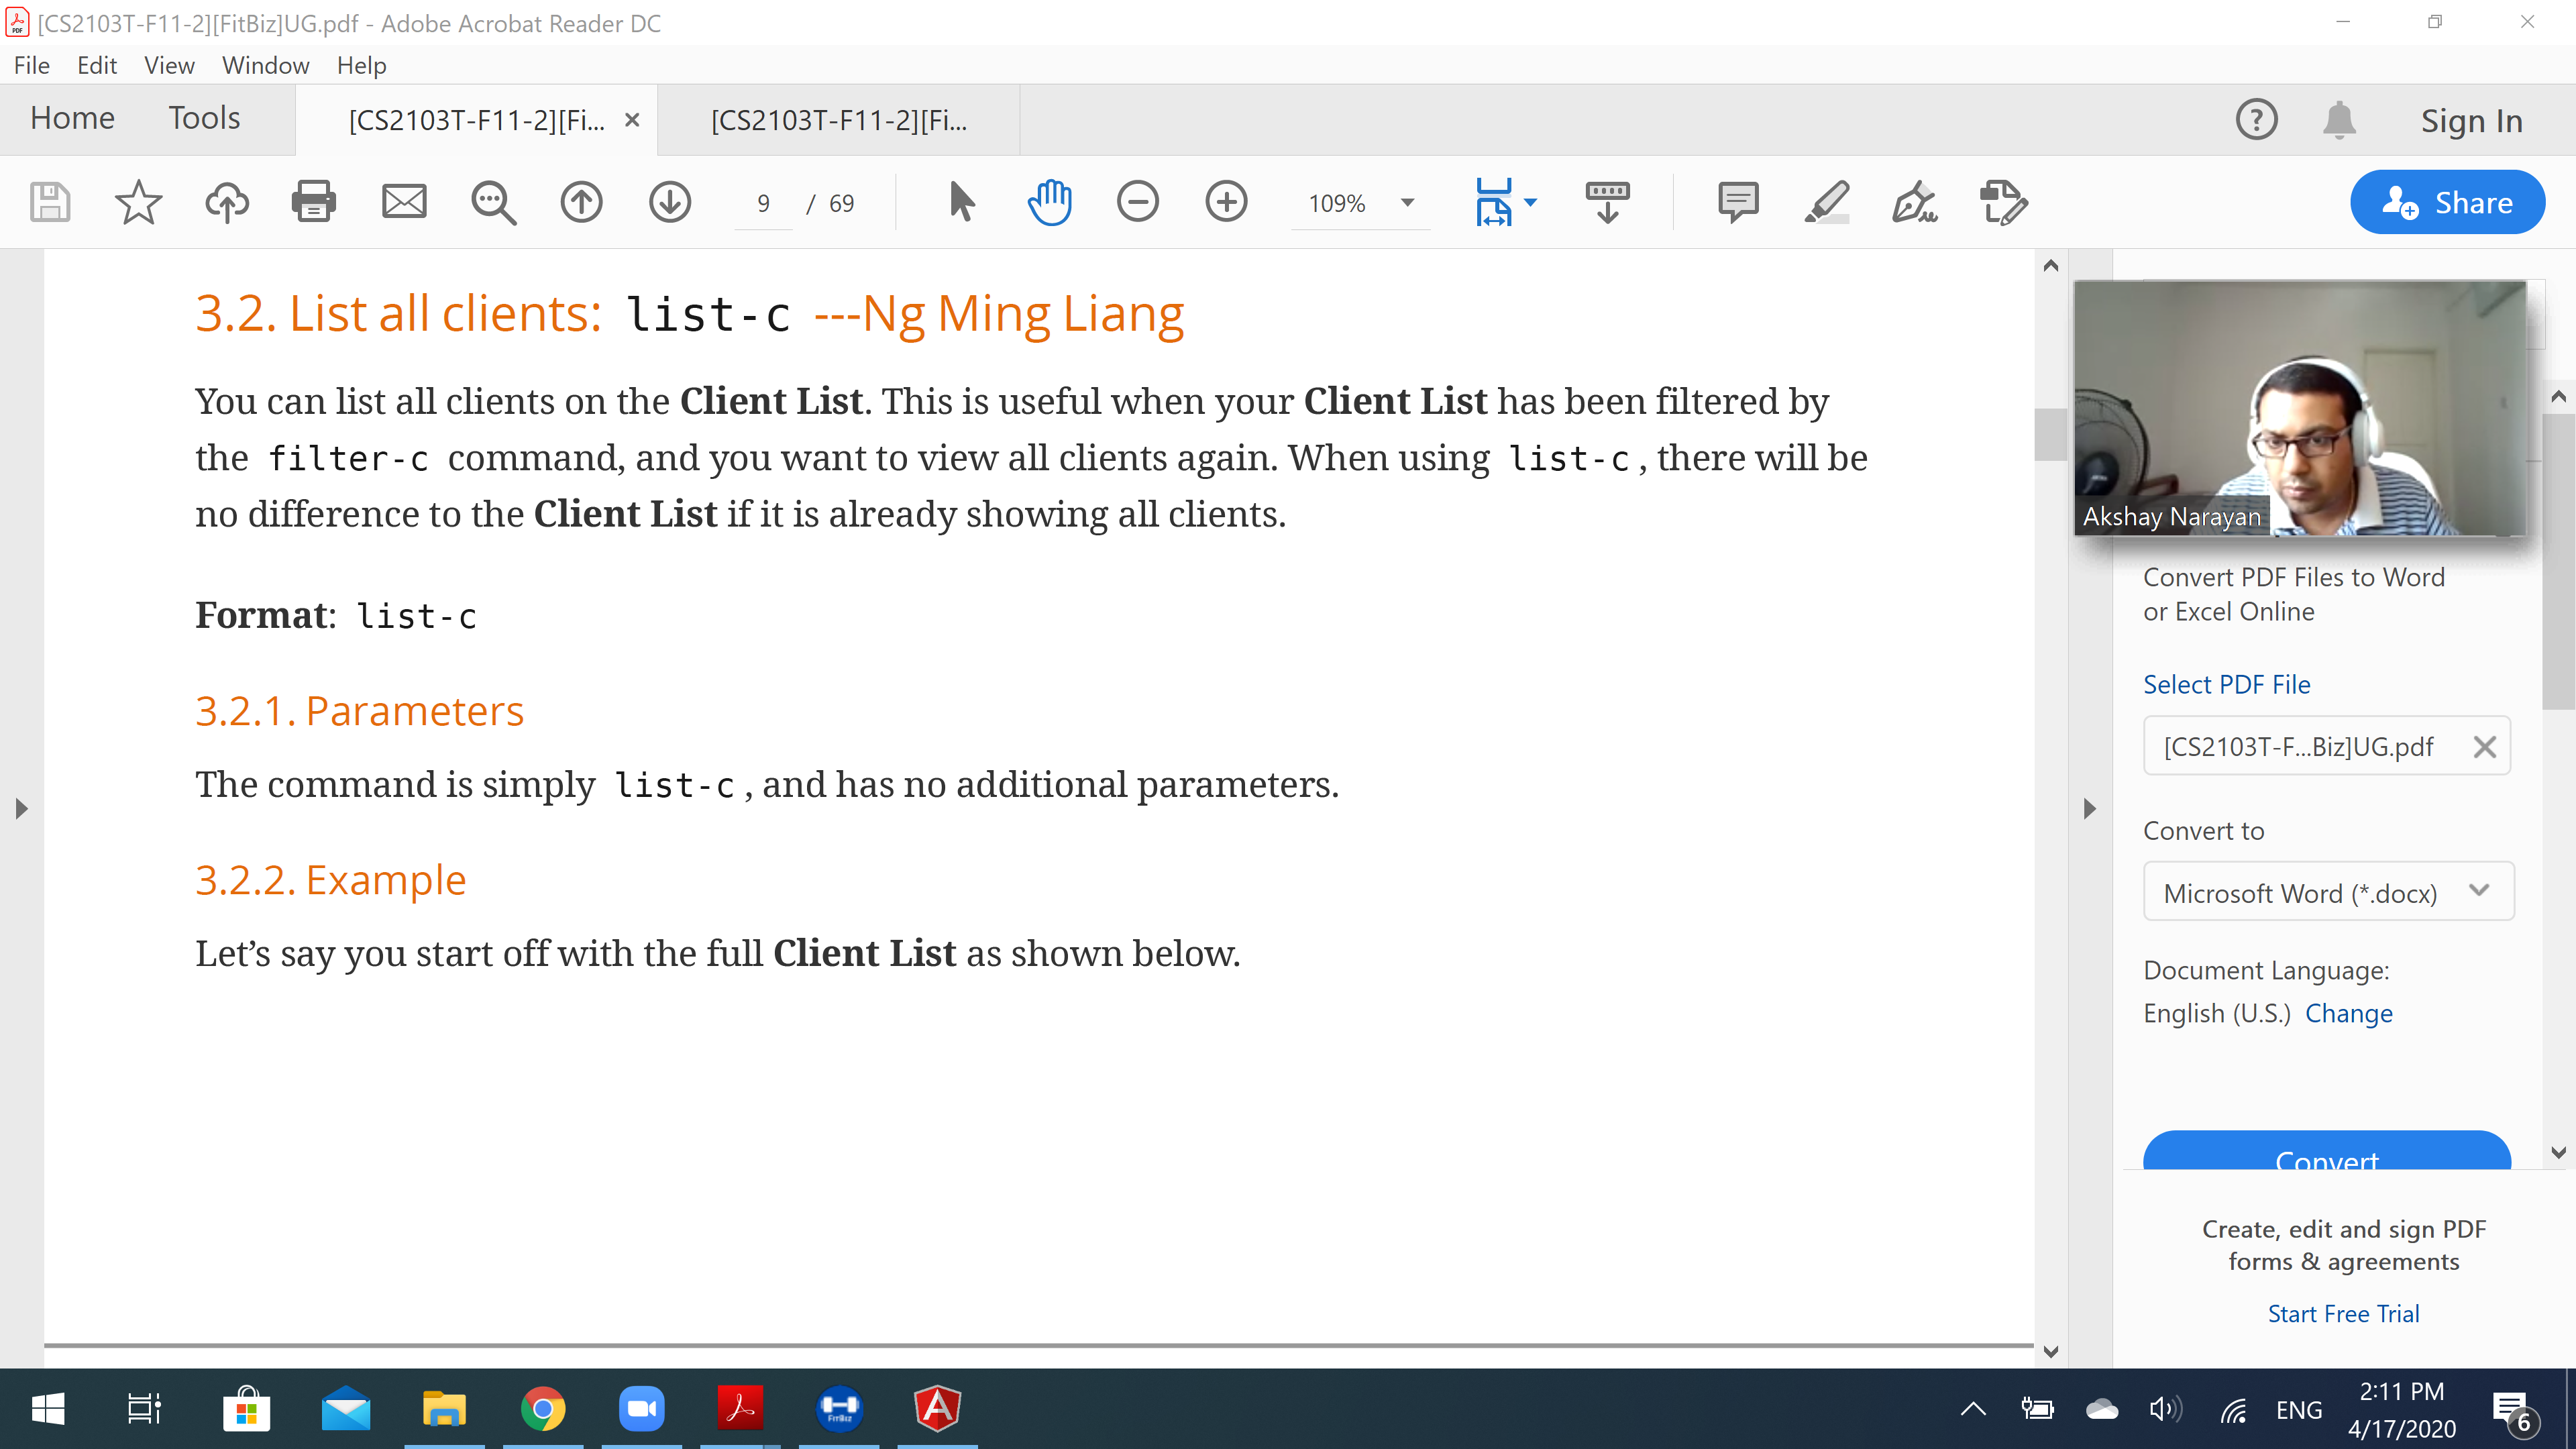 [CS2103T-F11-2][FitBiz]UG.pdf - Adobe Acrobat Reader DC
File Edit View Window Help
Home Tools [CS2103T-F11-2][Fi... [CS2103T-F11-2][Fi... Sign In
9 / 69 109% Share
3.2. List all clients: list-c ---Ng Ming Liang
You can list all clients on the Client List. This is useful when your Client List has been filtered by
the filter-c command, and you want to view all clients again. When using list-c, there will be
no difference to the Client List if it is already showing all clients.
Format: list-c
3.2.1. Parameters
The command is simply list-c, and has no additional parameters.
3.2.2. Example
Let’s say you start off with the full Client List as shown below.
Akshay Narayan
Convert PDF Files to Word
or Excel Online
Select PDF File
[CS2103T-F...Biz]UG.pdf
Convert to
Microsoft Word (*.docx)
Document Language:
English (U.S.) Change
Convert
Create, edit and sign PDF
forms & agreements
Start Free Trial
FitBiz
ENG
2:11 PM
4/17/2020
6